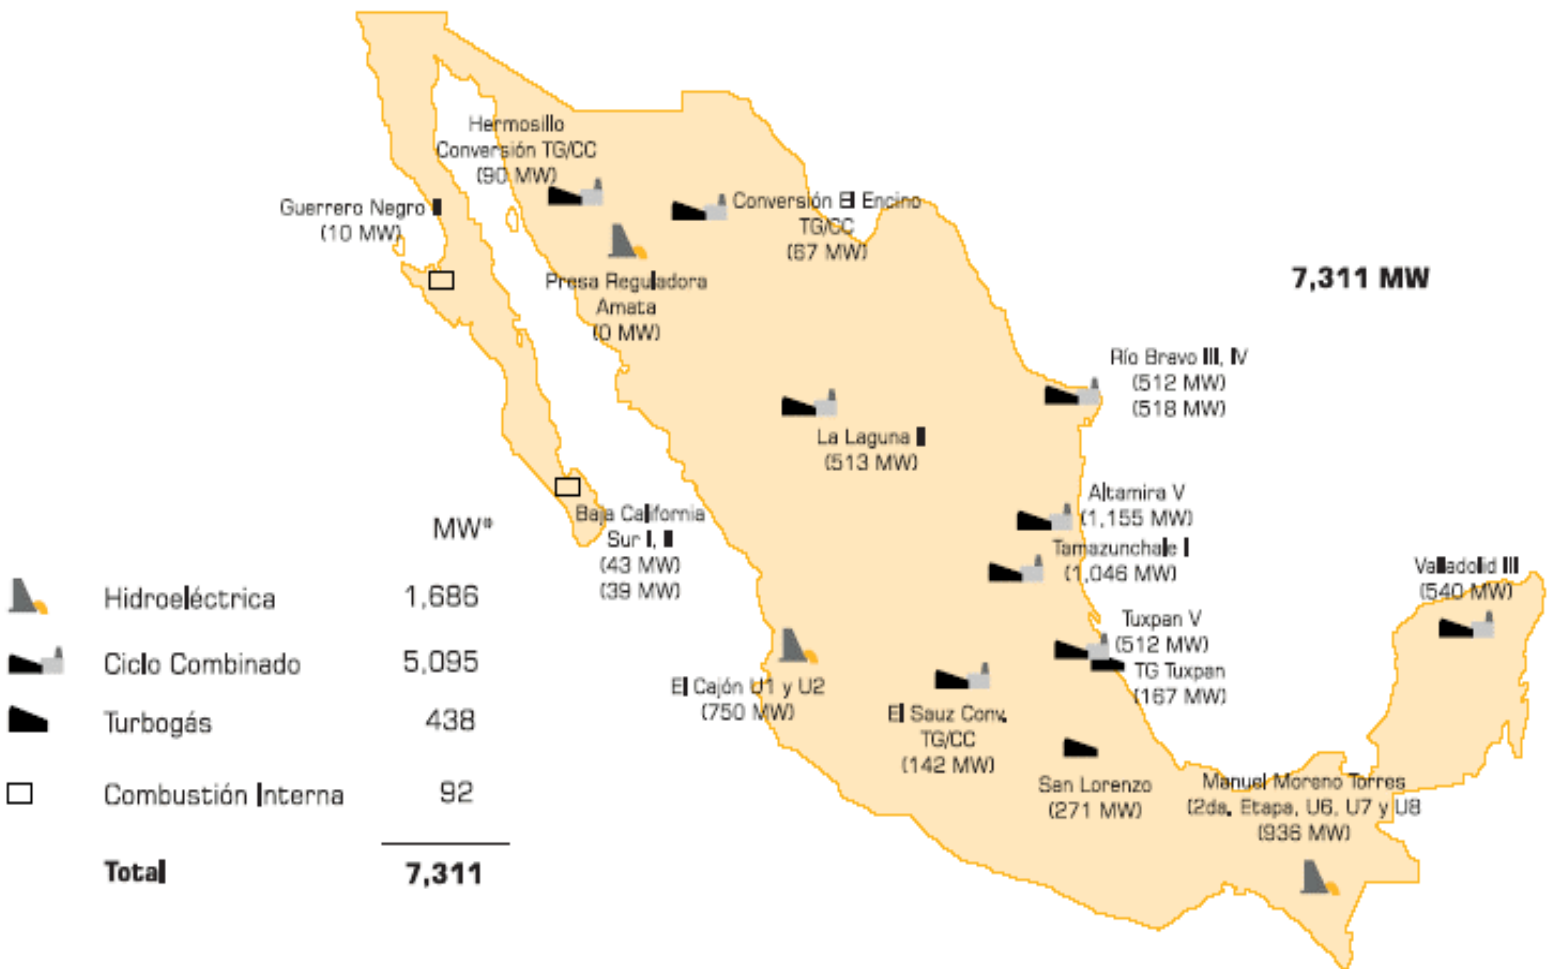 Hermosillo
Conversión TG/CC
(90 MW)
Guerrero Negro II
(10 MW)
Conversión El Encino
TG/CC
(67 MW)
Presa Reguladora
Amata
(0 MW)
7,311 MW
Río Bravo III, IV
(512 MW)
(518 MW)
La Laguna II
(513 MW)
Altamira V
(1,155 MW)
Tamazunchale I
(1,046 MW)
Baja California
Sur I, II
(43 MW)
(39 MW)
Valladolid III
(540 MW)
Tuxpan V
(512 MW)
TG Tuxpan
(167 MW)
El Cajón U1 y U2
(750 MW)
El Sauz Conv.
TG/CC
(142 MW)
San Lorenzo
(271 MW)
Manuel Moreno Torres
(2da. Etapa, U6, U7 y U8
(936 MW)
MW*
Hidroeléctrica 1,686
Ciclo Combinado 5,095
Turbogás 438
Combustión Interna 92
Total 7,311